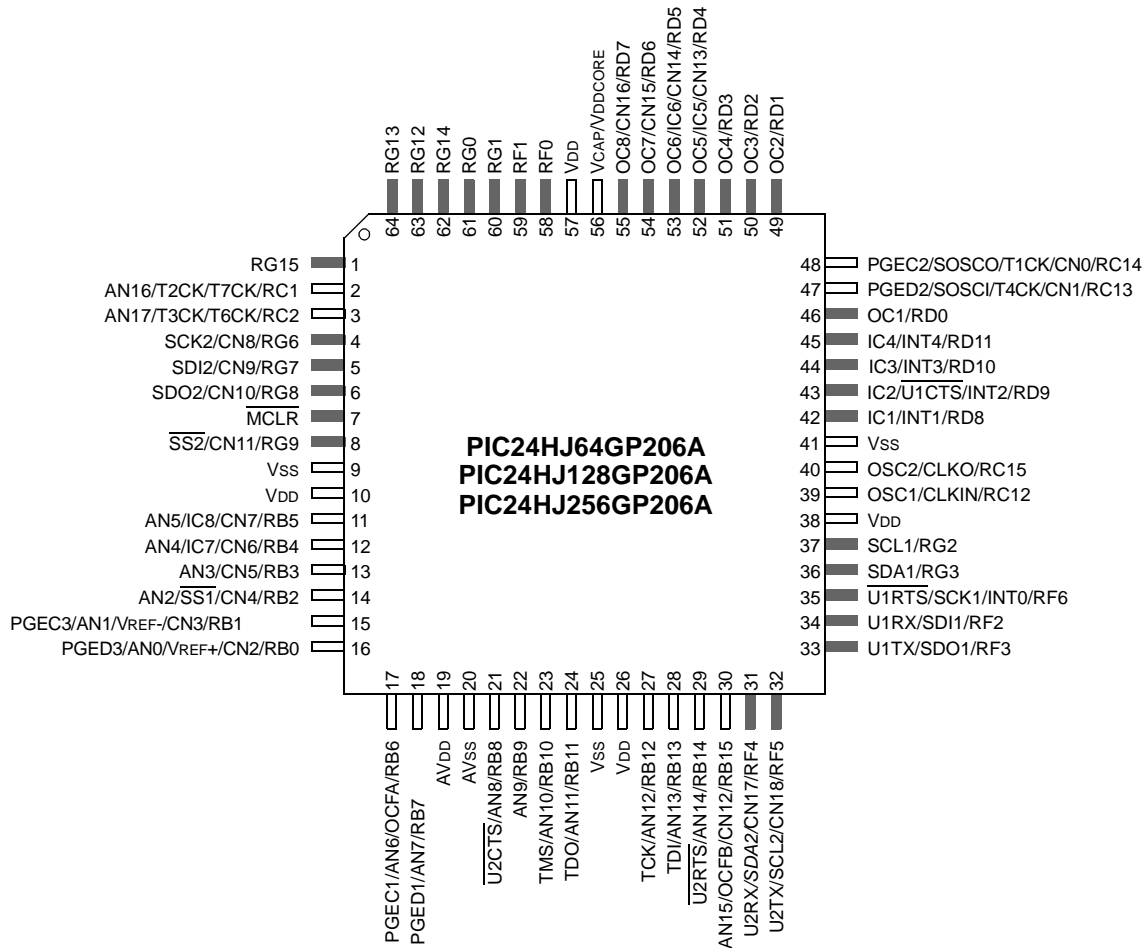 RG13
RG12
RG14
RG0
RG1
RF1
RF0
VDD
VCAP/VDDCORE
OC8/CN16/RD7
OC7/CN15/RD6
OC6/IC6/CN14/RD5
OC5/IC5/CN13/RD4
OC4/RD3
OC3/RD2
OC2/RD1
64
63
62
61
60
59
58
57
56
55
54
53
52
51
50
49
RG15 1
AN16/T2CK/T7CK/RC1 2
AN17/T3CK/T6CK/RC2 3
SCK2/CN8/RG6 4
SDI2/CN9/RG7 5
SDO2/CN10/RG8 6
MCLR 7
SS2/CN11/RG9 8
VSS 9
VDD 10
AN5/IC8/CN7/RB5 11
AN4/IC7/CN6/RB4 12
AN3/CN5/RB3 13
AN2/SS1/CN4/RB2 14
PGEC3/AN1/VREF-/CN3/RB1 15
PGED3/AN0/VREF+/CN2/RB0 16
PIC24HJ64GP206A
PIC24HJ128GP206A
PIC24HJ256GP206A
48 PGEC2/SOSCO/T1CK/CN0/RC14
47 PGED2/SOSCI/T4CK/CN1/RC13
46 OC1/RD0
45 IC4/INT4/RD11
44 IC3/INT3/RD10
43 IC2/U1CTS/INT2/RD9
42 IC1/INT1/RD8
41 VSS
40 OSC2/CLKO/RC15
39 OSC1/CLKIN/RC12
38 VDD
37 SCL1/RG2
36 SDA1/RG3
35 U1RTS/SCK1/INT0/RF6
34 U1RX/SDI1/RF2
33 U1TX/SDO1/RF3
17
18
19
20
21
22
23
24
25
26
27
28
29
30
31
32
PGEC1/AN6/OCFA/RB6
PGED1/AN7/RB7
AVDD
AVSS
U2CTS/AN8/RB8
AN9/RB9
TMS/AN10/RB10
TDO/AN11/RB11
VSS
VDD
TCK/AN12/RB12
TDI/AN13/RB13
U2RTS/AN14/RB14
AN15/OCFB/CN12/RB15
U2RX/SDA2/CN17/RF4
U2TX/SCL2/CN18/RF5